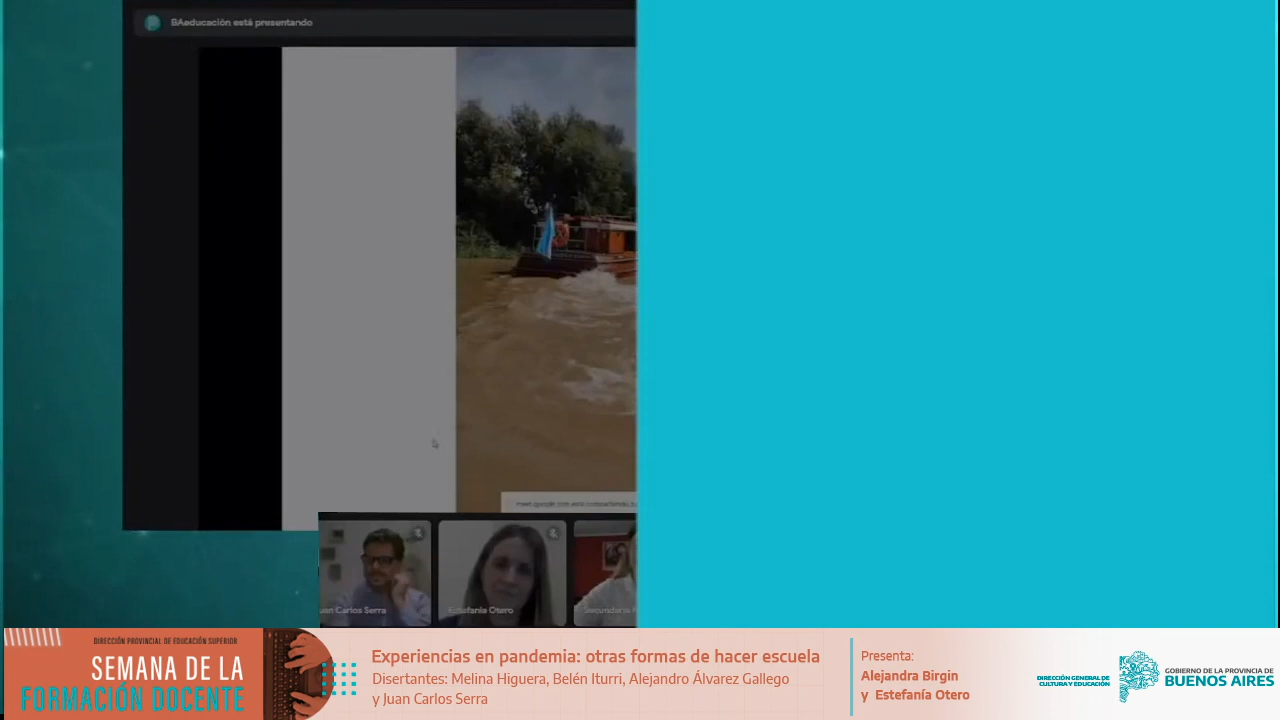 BAeducación está presentando
uan Carlos Serra
Estefanía Otero
Secundaria
DIRECCIÓN PROVINCIAL DE EDUCACIÓN SUPERIOR
SEMANA DE LA
FORMACIÓN DOCENTE
Experiencias en pandemia: otras formas de hacer escuela
Disertantes: Melina Higuera, Belén Iturri, Alejandro Álvarez Gallego
y Juan Carlos Serra
Presenta:
Alejandra Birgin
y Estefanía Otero
DIRECCIÓN GENERAL DE
CULTURA Y EDUCACIÓN
GOBIERNO DE LA PROVINCIA DE
BUENOS AIRES